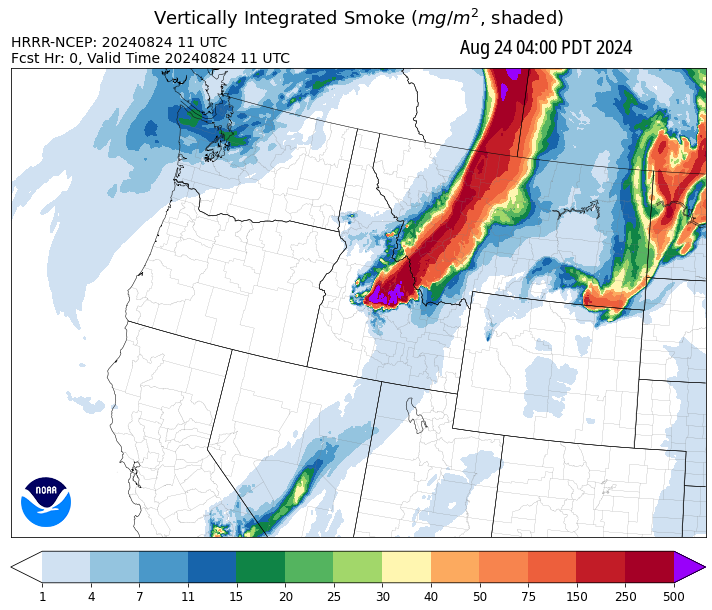 Vertically Integrated Smoke (mg/m², shaded)
HRRR-NCEP: 20240824 11 UTC
Fcst Hr: 0, Valid Time 20240824 11 UTC
Aug 24 04:00 PDT 2024
NOAA
1 4 7 11 15 20 25 30 40 50 75 150 250 500